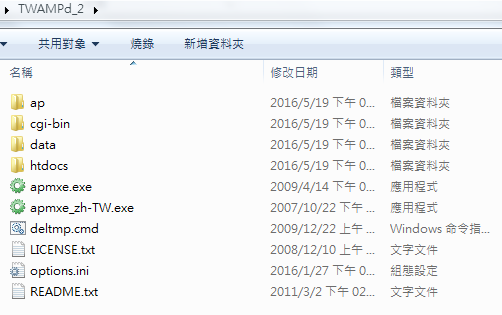 TWAMPd_2
共用對象 燒錄 新增資料夾
名稱 修改日期 類型
ap 2016/5/19 下午 0... 檔案資料夾
cgi-bin 2016/5/19 下午 0... 檔案資料夾
data 2016/5/19 下午 0... 檔案資料夾
htdocs 2016/5/19 下午 0... 檔案資料夾
apmxe.exe 2009/4/14 下午 0... 應用程式
apmxe_zh-TW.exe 2007/10/22 下午 ... 應用程式
deltmp.cmd 2009/12/22 上午 ... Windows 命令指...
LICENSE.txt 2008/12/10 上午 ... 文字文件
options.ini 2016/1/27 下午 0... 組態設定
README.txt 2011/3/2 下午 02... 文字文件